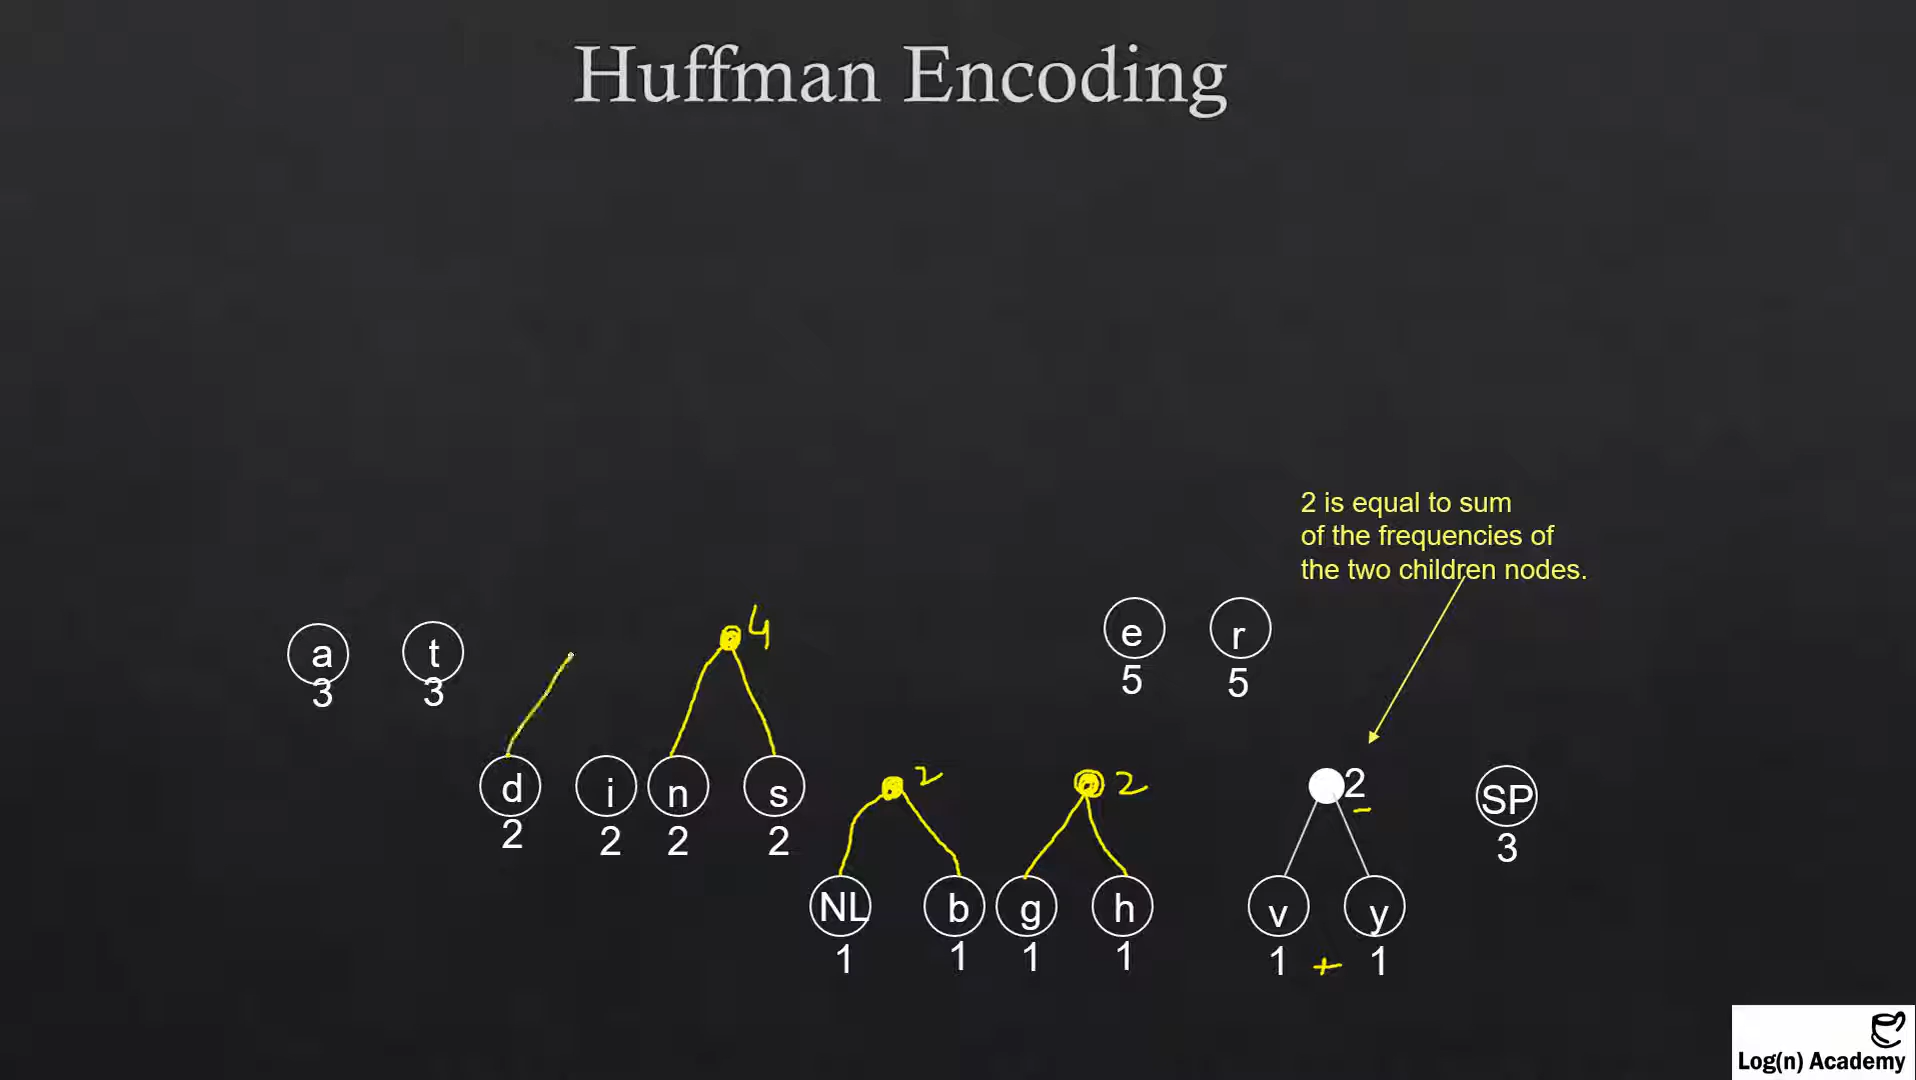 Huffman Encoding
2 is equal to sum
of the frequencies of
the two children nodes.
4
a t e r
3 3 5 5
d i n s 2 2 2 SP
2 2 2 2 3
NL b g h v y
1 1 1 1 1 + 1
Log(n) Academy